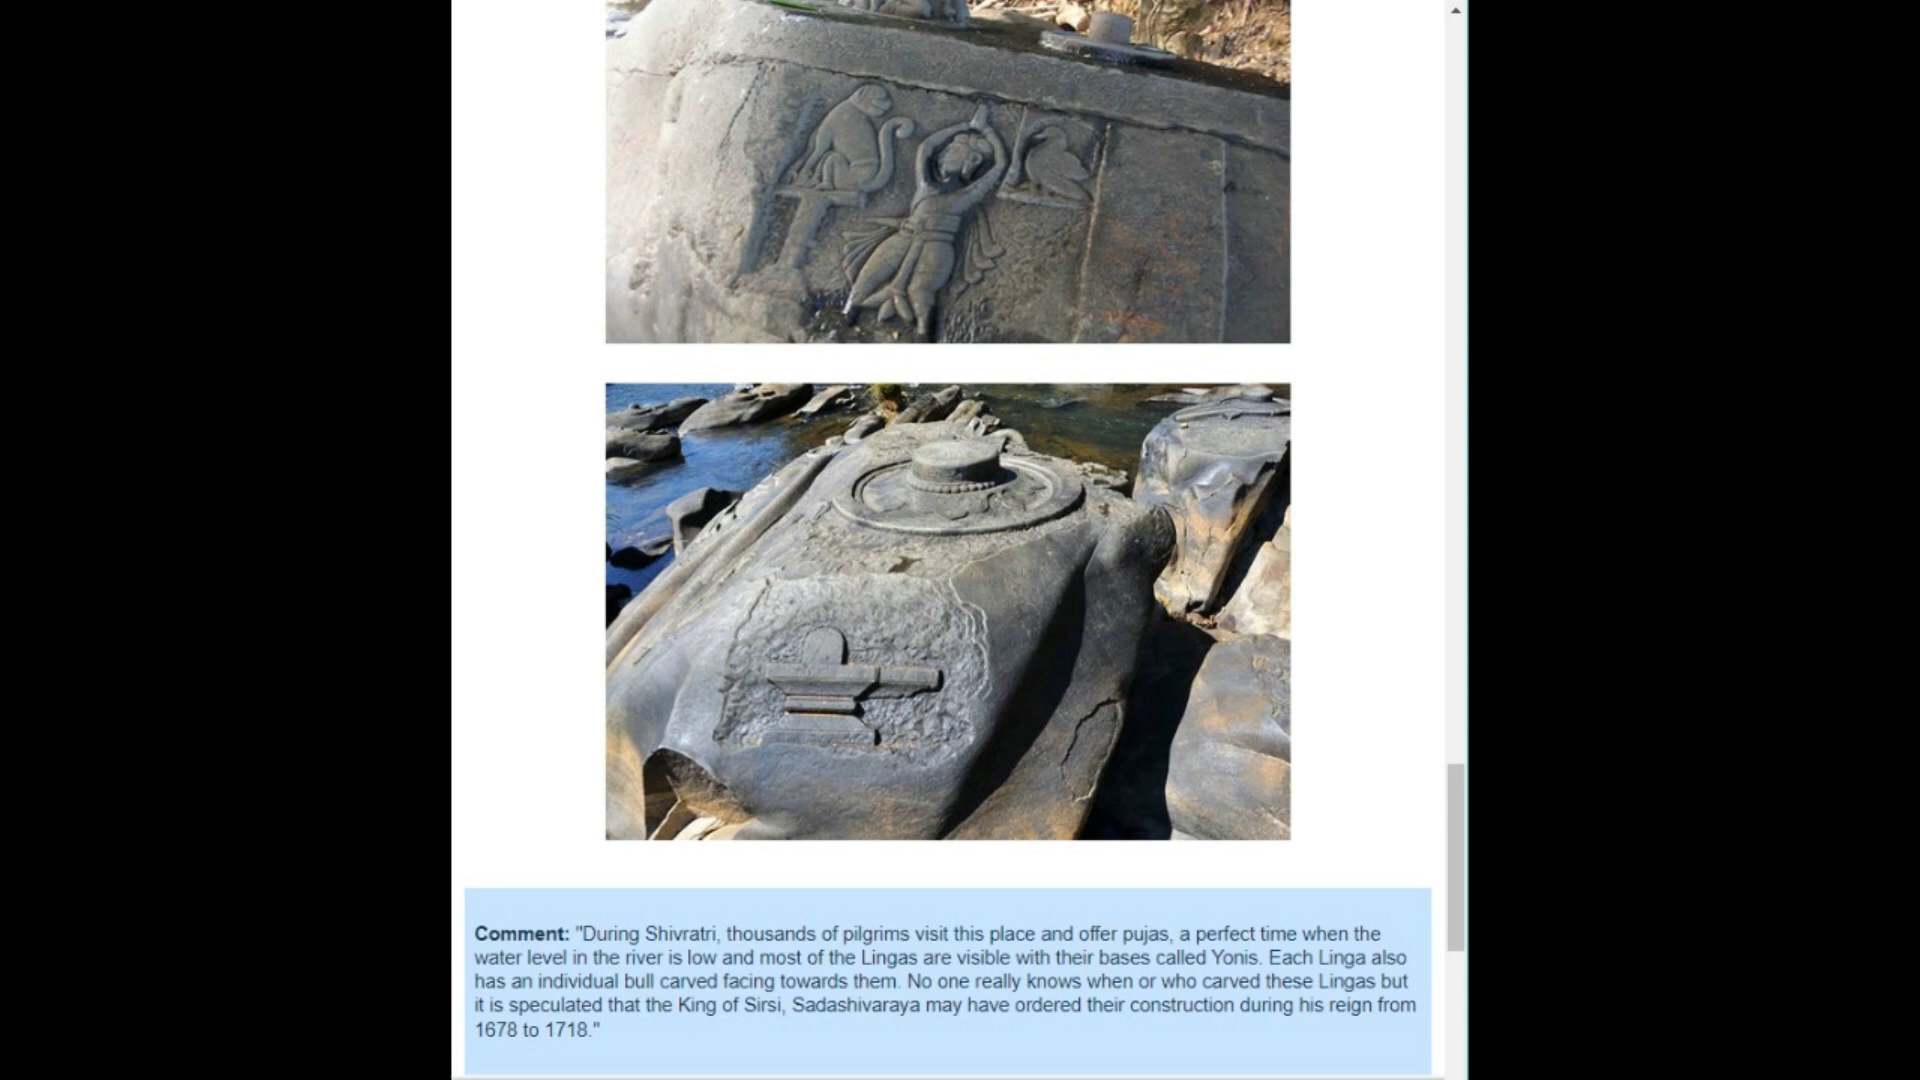 Comment: "During Shivratri, thousands of pilgrims visit this place and offer pujas, a perfect time when the
water level in the river is low and most of the Lingas are visible with their bases called Yonis. Each Linga also
has an individual bull carved facing towards them. No one really knows when or who carved these Lingas but
it is speculated that the King of Sirsi, Sadashivaraya may have ordered their construction during his reign from
1678 to 1718."